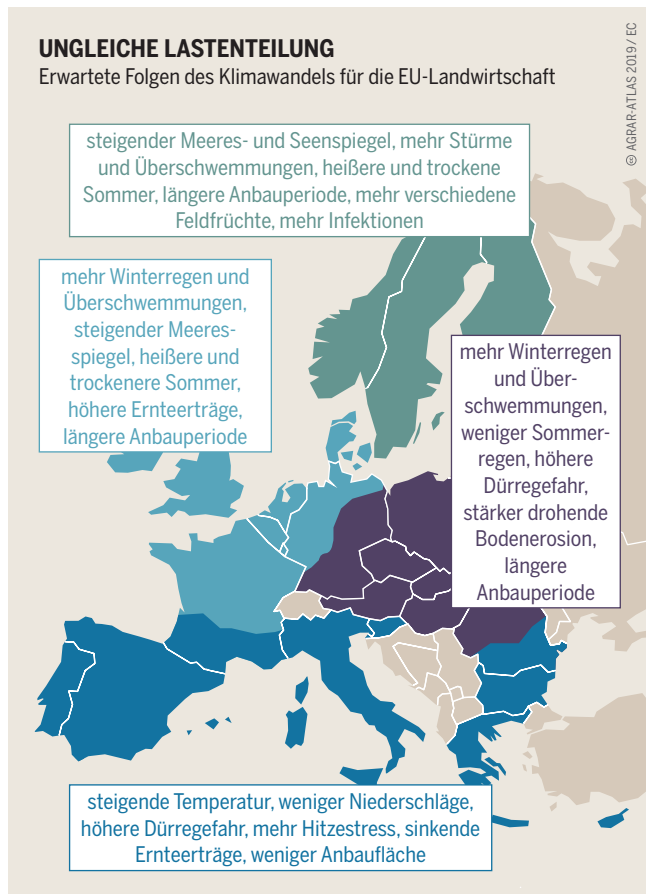 UNGLEICHE LASTENTEILUNG
Erwartete Folgen des Klimawandels für die EU-Landwirtschaft
© AGRAR-ATLAS 2019 / EC
steigender Meeres- und Seenspiegel, mehr Stürme
und Überschwemmungen, heißere und trockene
Sommer, längere Anbauperiode, mehr verschiedene
Feldfrüchte, mehr Infektionen
mehr Winterregen und
Überschwemmungen,
steigender Meeres-
spiegel, heißere und
trockenere Sommer,
höhere Ernteerträge,
längere Anbauperiode
mehr Winterregen
und Über-
schwemmungen,
weniger Sommer-
regen, höhere
Dürregefahr,
stärker drohende
Bodenerosion,
längere
Anbauperiode
steigende Temperatur, weniger Niederschläge,
höhere Dürregefahr, mehr Hitzestress, sinkende
Ernteerträge, weniger Anbaufläche